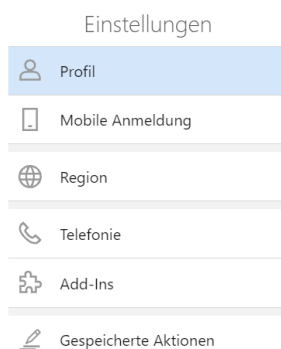 Einstellungen
Profil
Mobile Anmeldung
Region
Telefonie
Add-Ins
Gespeicherte Aktionen